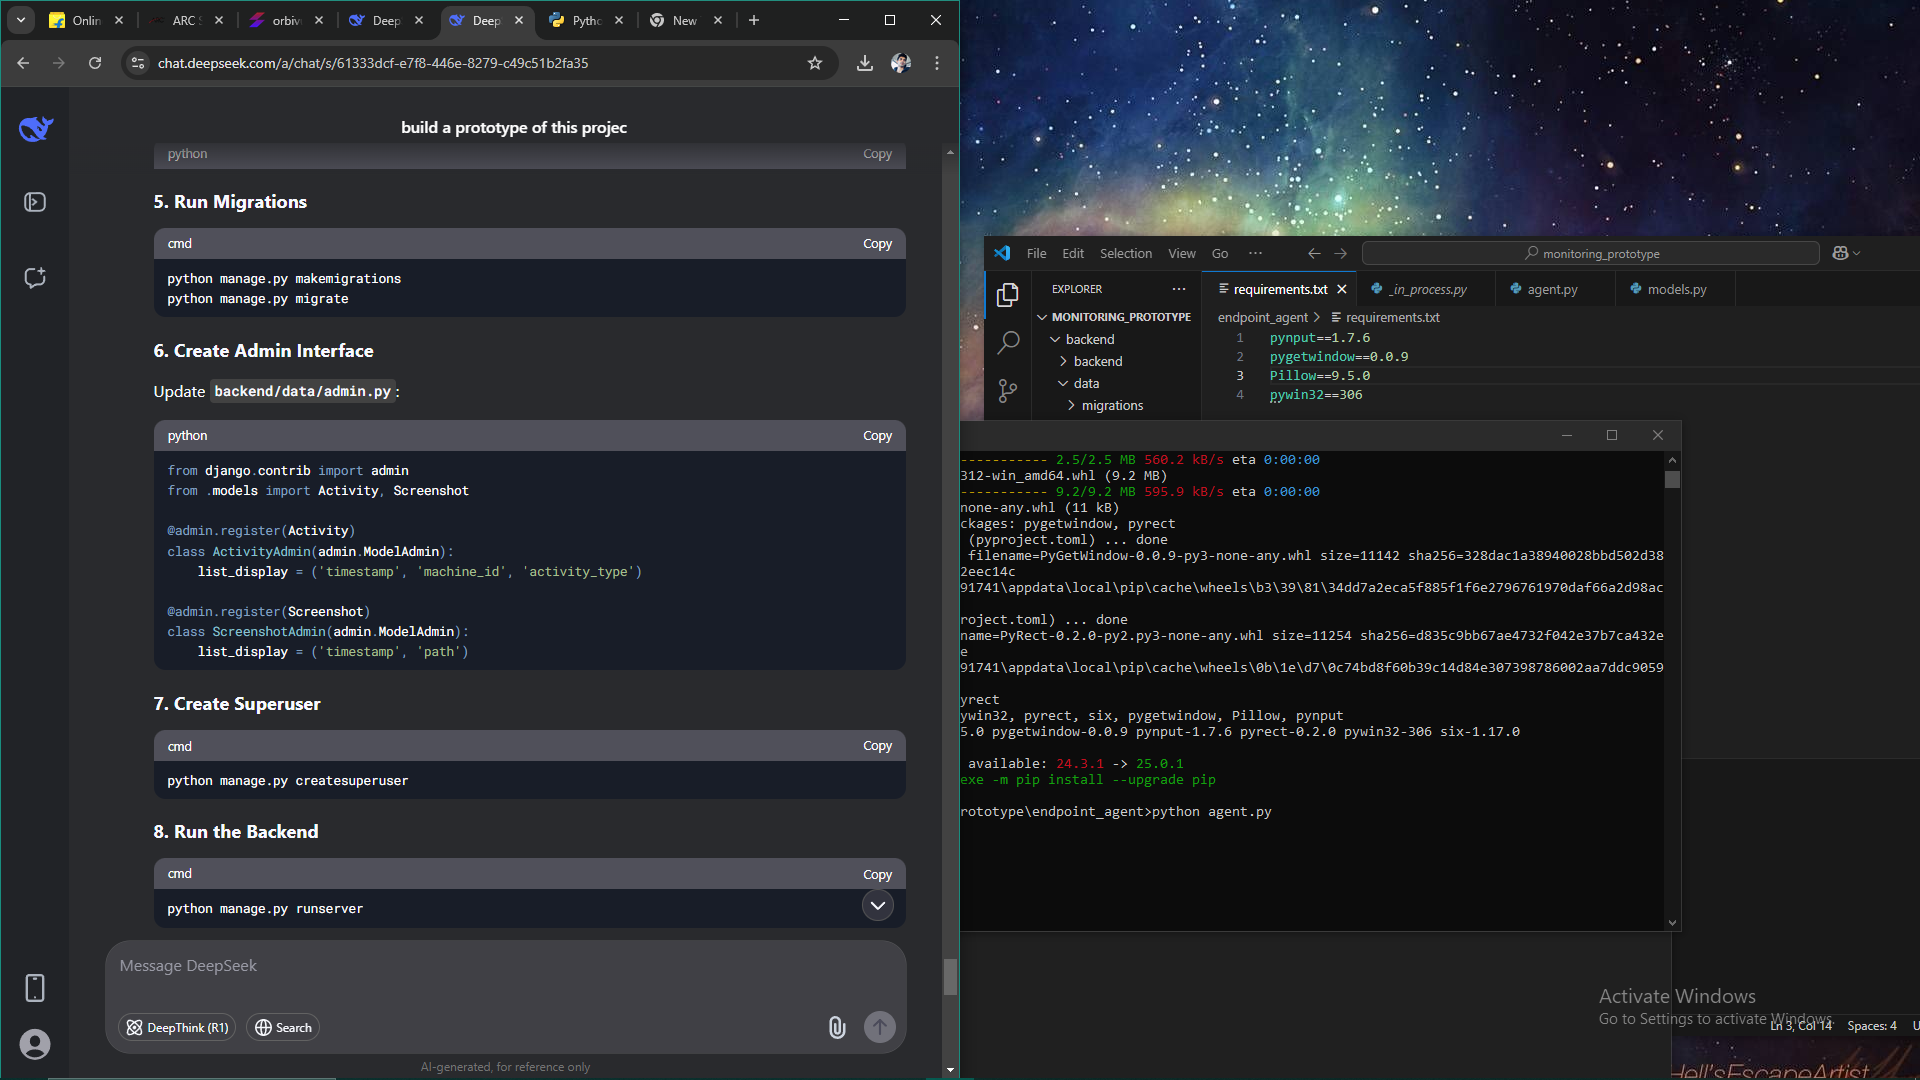 Onlin
ARC S
orbiv
Deep
Deep
Pytho
New
chat.deepseek.com/a/chat/s/61333dcf-e7f8-446e-8279-c49c51b2fa35
build a prototype of this projec
python
Copy
5. Run Migrations
cmd
Copy
python manage.py makemigrations
python manage.py migrate
6. Create Admin Interface
Update backend/data/admin.py:
python
Copy
from django.contrib import admin
from .models import Activity, Screenshot
@admin.register(Activity)
class ActivityAdmin(admin.ModelAdmin):
list_display = ('timestamp', 'machine_id', 'activity_type')
@admin.register(Screenshot)
class ScreenshotAdmin(admin.ModelAdmin):
list_display = ('timestamp', 'path')
7. Create Superuser
cmd
Copy
python manage.py createsuperuser
8. Run the Backend
cmd
Copy
python manage.py runserver
Message DeepSeek
DeepThink (R1)
Search
AI-generated, for reference only
File Edit Selection View Go ···
monitoring_prototype
EXPLORER
MONITORING_PROTOTYPE
backend
backend
data
migrations
requirements.txt
_in_process.py
agent.py
models.py
endpoint_agent > requirements.txt
1 pynput==1.7.6
2 pygetwindow==0.0.9
3 Pillow==9.5.0
4 pywin32==306
----------- 2.5/2.5 MB 560.2 kB/s eta 0:00:00
312-win_amd64.whl (9.2 MB)
----------- 9.2/9.2 MB 595.9 kB/s eta 0:00:00
none-any.whl (11 kB)
ckages: pygetwindow, pyrect
(pyproject.toml) ... done
filename=PyGetWindow-0.0.9-py3-none-any.whl size=11142 sha256=328dac1a38940028bbd502d38
2eec14c
91741\appdata\local\pip\cache\wheels\b3\39\81\34dd7a2eca5f885f1f6e2796761970daf66a2d98ac
roject.toml) ... done
name=PyRect-0.2.0-py2.py3-none-any.whl size=11254 sha256=d835c9bb67ae4732f042e37b7ca432e
e
91741\appdata\local\pip\cache\wheels\0b\1e\d7\0c74bd8f60b39c14d84e307398786002aa7ddc9059
yrect
ywin32, pyrect, six, pygetwindow, Pillow, pynput
5.0 pygetwindow-0.0.9 pynput-1.7.6 pyrect-0.2.0 pywin32-306 six-1.17.0
available: 24.3.1 -> 25.0.1
exe -m pip install --upgrade pip
rototype\endpoint_agent>python agent.py
Activate Windows
Go to Settings to activate Windows.
Ln 3, Col 14
Spaces: 4
U
Hell'sEscapeArtist